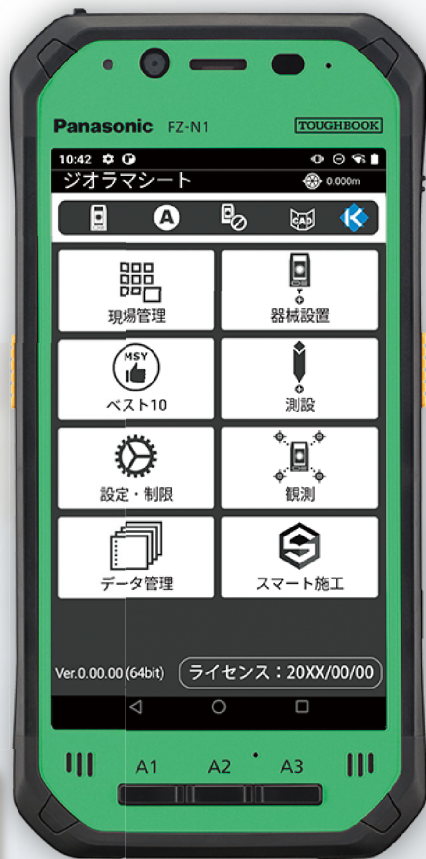 Panasonic FZ-N1 TOUGHBOOK
10:42
ジオラマシート 0.000m
A CAD K
現場管理 器械設置
MSY
ベスト10 測設
設定・制限 観測
データ管理 スマート施工
Ver.0.00.00 (64bit) ライセンス：20XX/00/00
A1 A2 A3